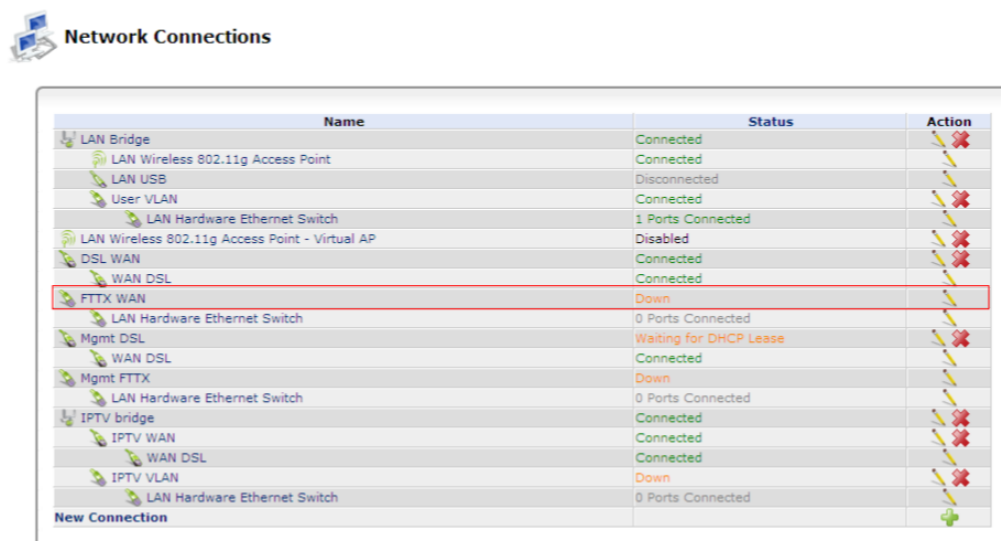 Network Connections
Name Status Action
LAN Bridge Connected
LAN Wireless 802.11g Access Point Connected
LAN USB Disconnected
User VLAN Connected
LAN Hardware Ethernet Switch 1 Ports Connected
LAN Wireless 802.11g Access Point - Virtual AP Disabled
DSL WAN Connected
WAN DSL Connected
FTTX WAN Down
LAN Hardware Ethernet Switch 0 Ports Connected
Mgmt DSL Waiting for DHCP Lease
WAN DSL Connected
Mgmt FTTX Down
LAN Hardware Ethernet Switch 0 Ports Connected
IPTV bridge Connected
IPTV WAN Connected
WAN DSL Connected
IPTV VLAN Down
LAN Hardware Ethernet Switch 0 Ports Connected
New Connection